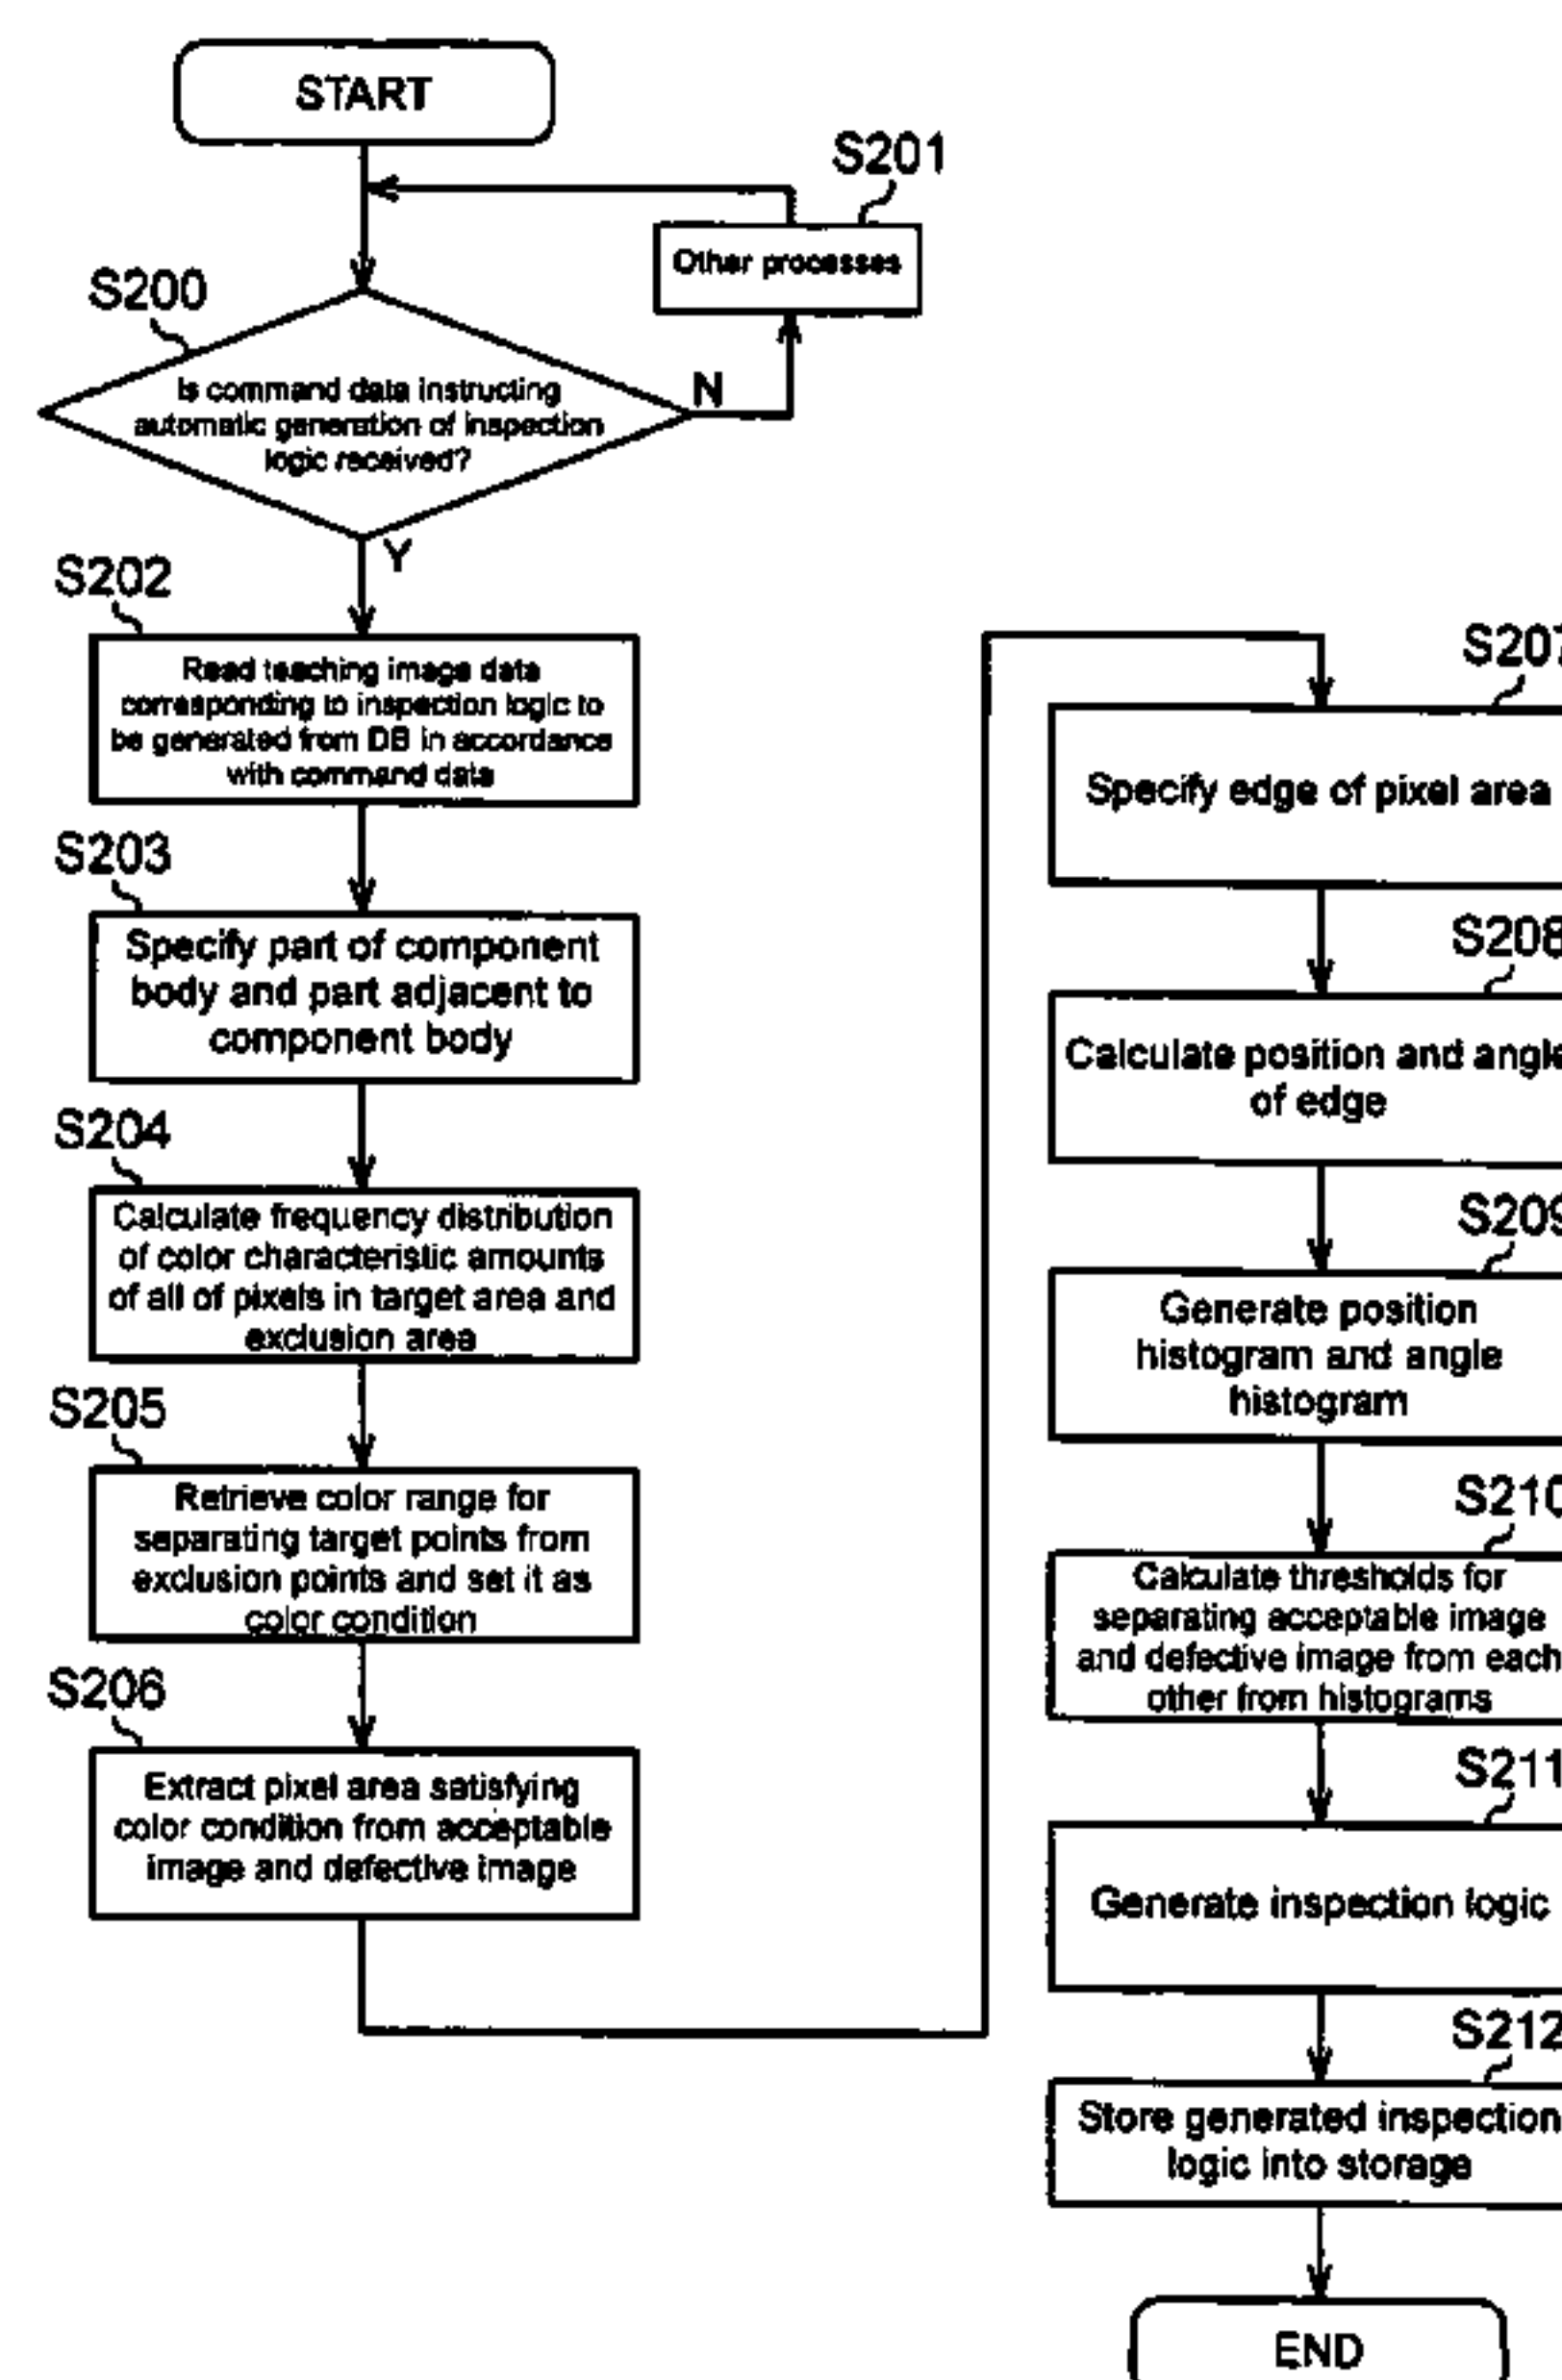 START
S201
Other processes
S200
Is command data instructing
automatic generation of inspection
logic received?
N
Y
S202
Read teaching image data
corresponding to inspection logic to
be generated from DB in accordance
with command data
S203
Specify part of component
body and part adjacent to
component body
S204
Calculate frequency distribution
of color characteristic amounts
of all of pixels in target area and
exclusion area
S205
Retrieve color range for
separating target points from
exclusion points and set it as
color condition
S206
Extract pixel area satisfying
color condition from acceptable
image and defective image
S207
Specify edge of pixel area
S208
Calculate position and angle
of edge
S209
Generate position
histogram and angle
histogram
S210
Calculate thresholds for
separating acceptable image
and defective image from each
other from histograms
S211
Generate inspection logic
S212
Store generated inspection
logic into storage
END